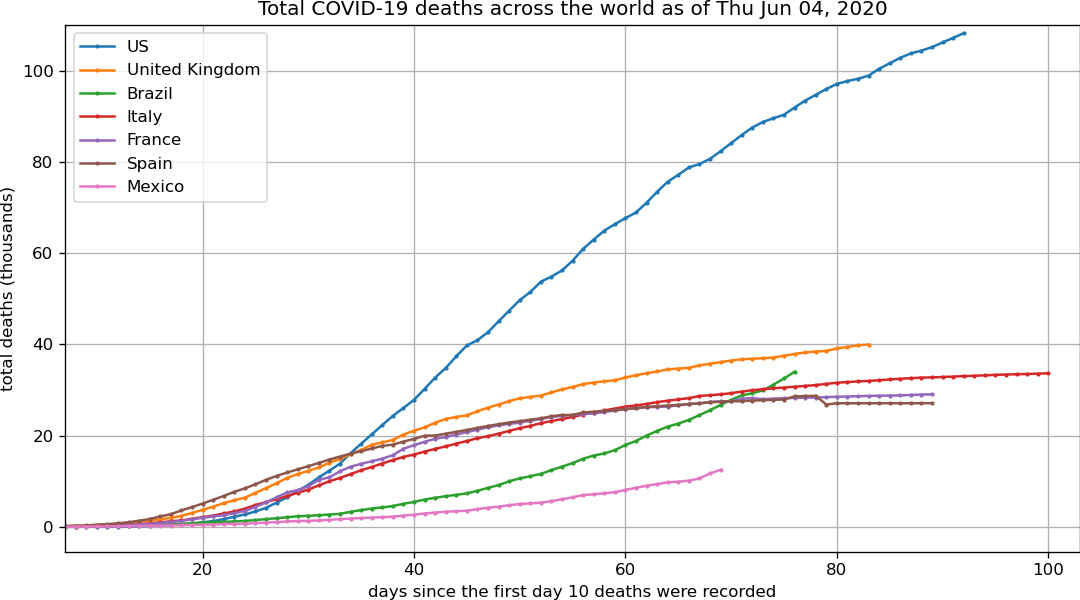 Total COVID-19 deaths across the world as of Thu Jun 04, 2020
US
United Kingdom
Brazil
Italy
France
Spain
Mexico
total deaths (thousands)
100
80
60
40
20
0
20
40
60
80
100
days since the first day 10 deaths were recorded